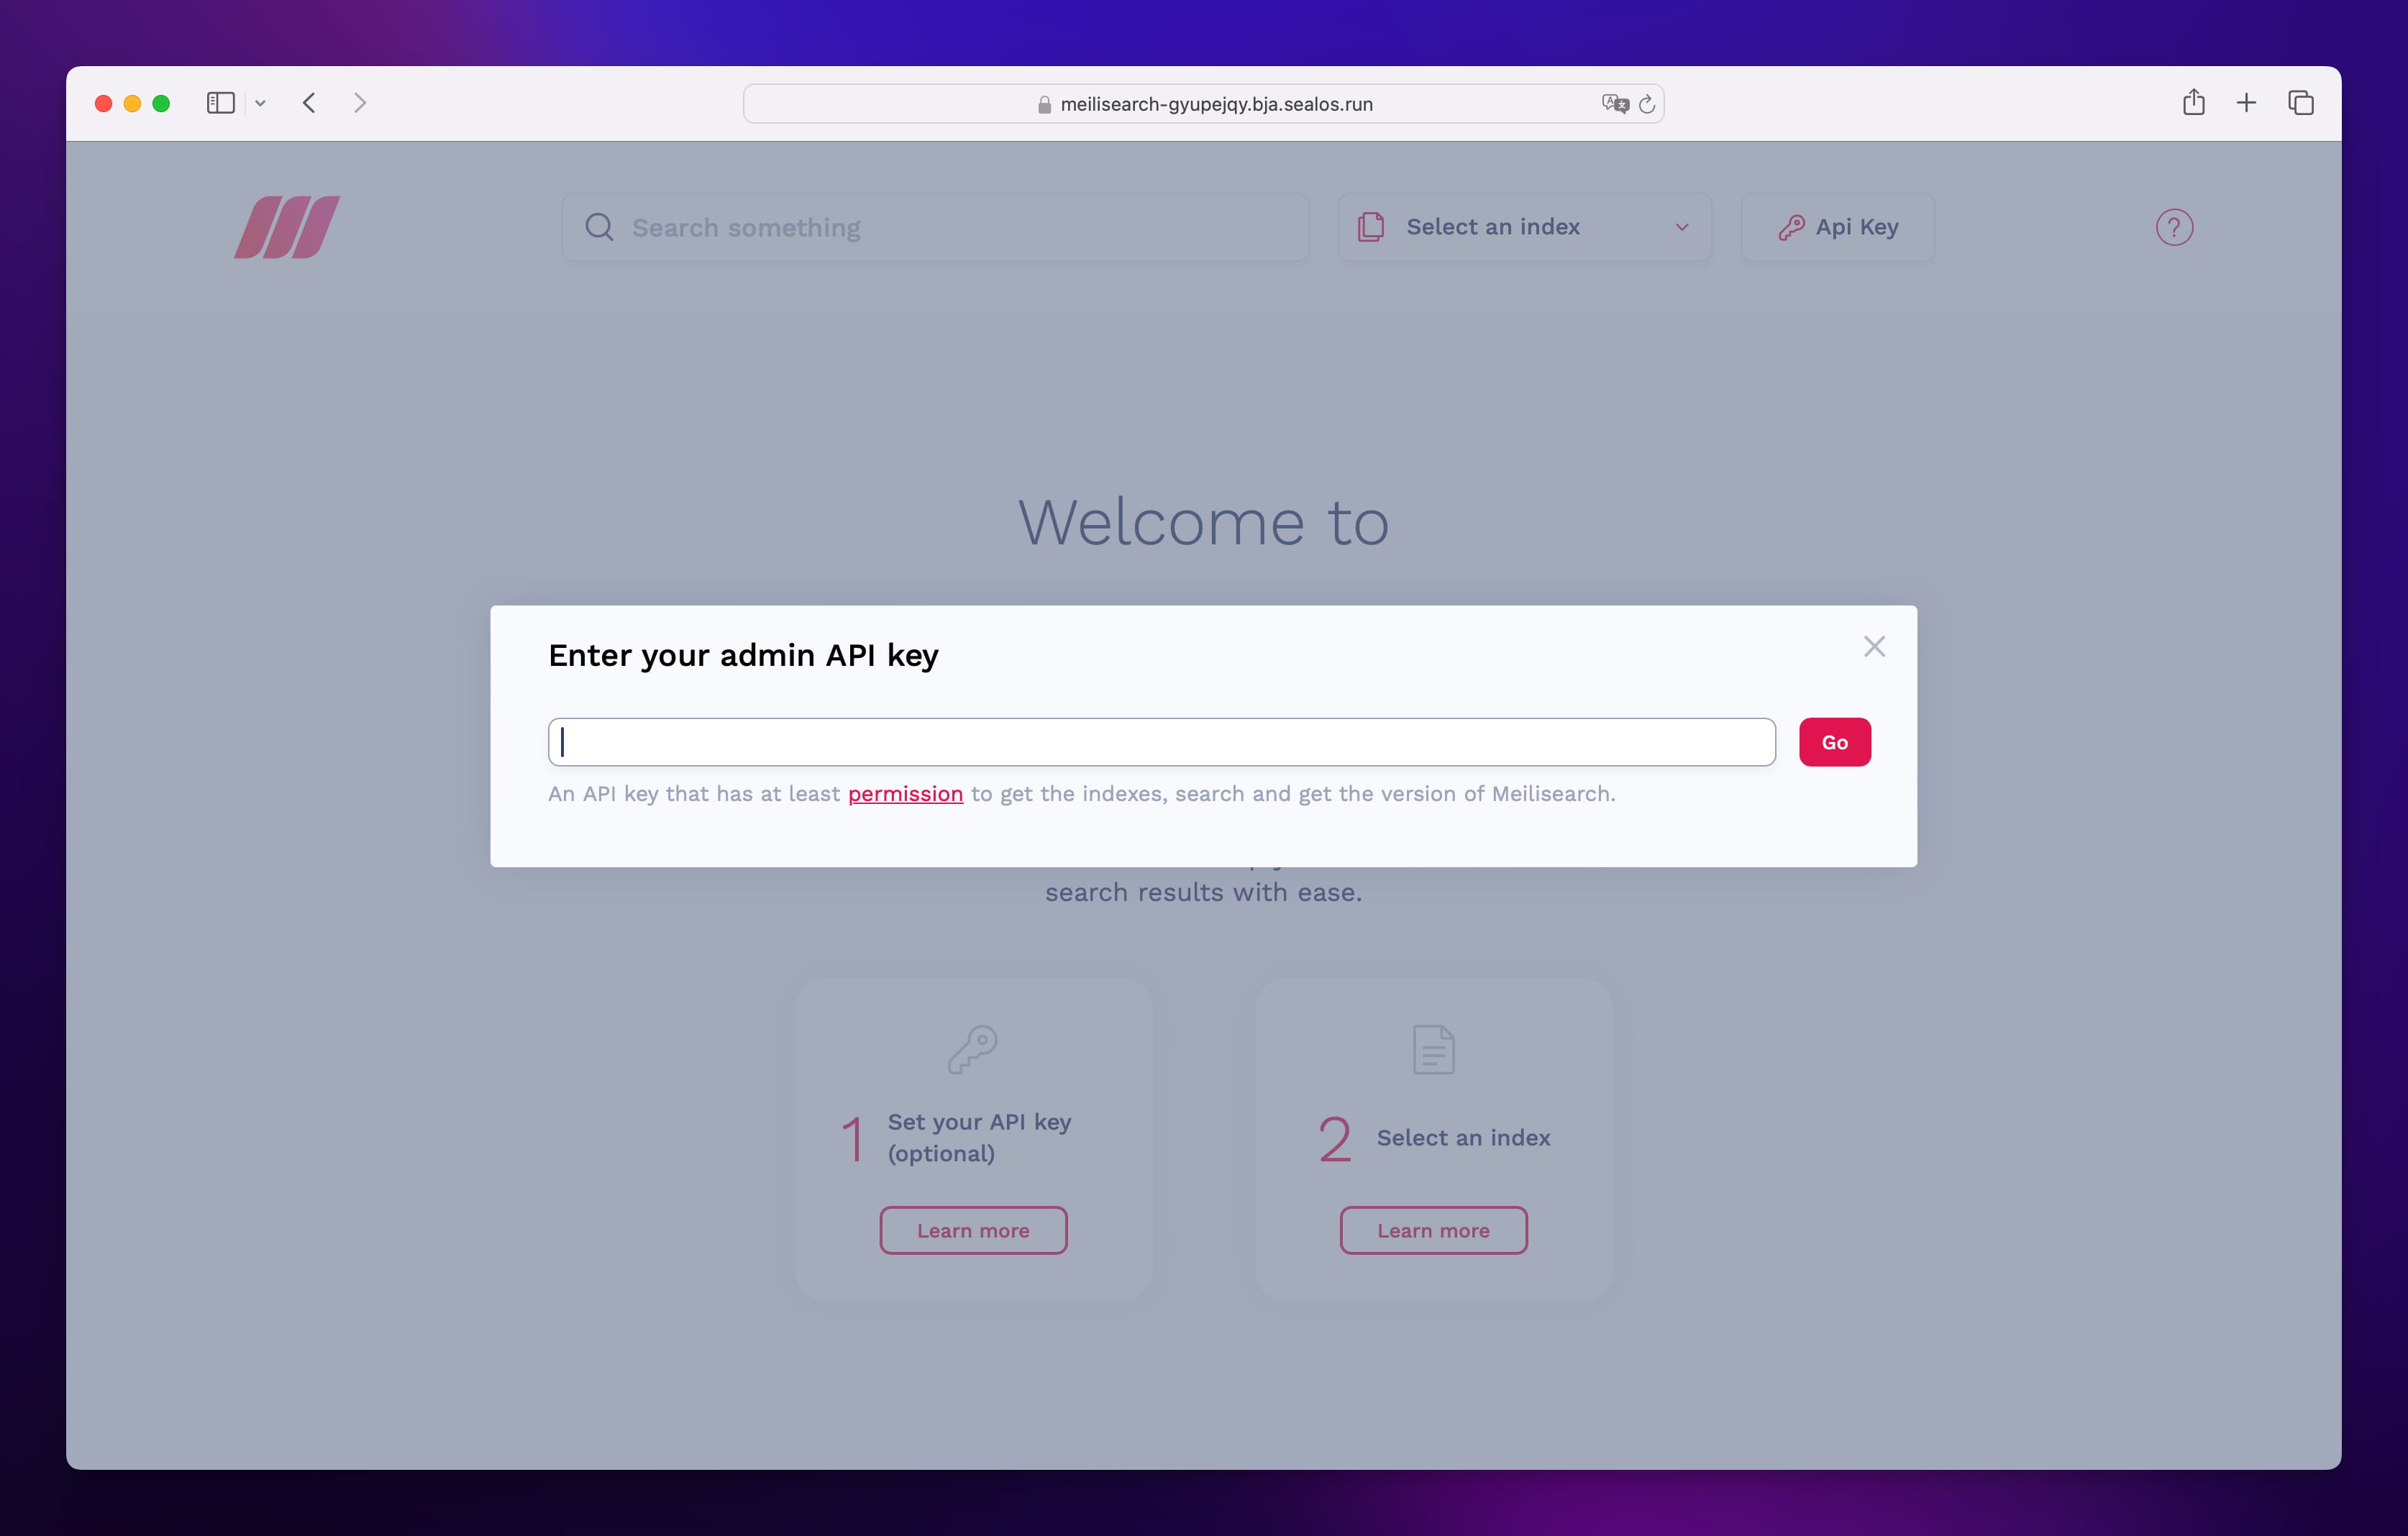 meilisearch-gyupejqy.bja.sealos.run
Search something
Select an index
Api Key
Welcome to
Enter your admin API key
Go
An API key that has at least permission to get the indexes, search and get the version of Meilisearch.
search results with ease.
1
Set your API key
(optional)
Learn more
2
Select an index
Learn more